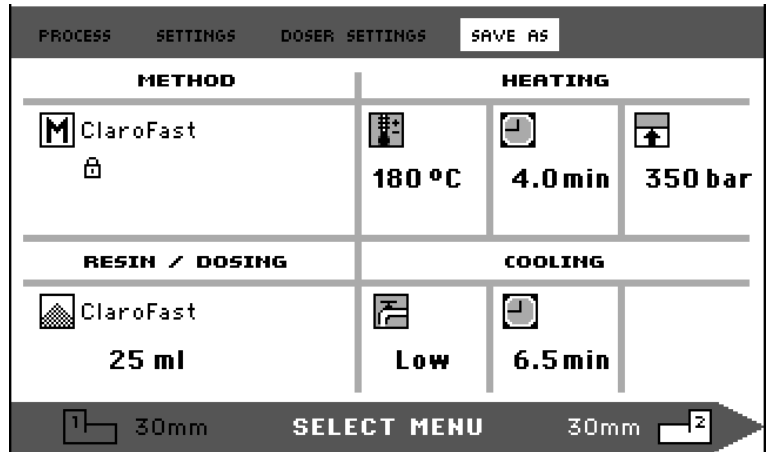 PROCESS SETTINGS DOSER SETTINGS SAVE AS
METHOD HEATING
M ClaroFast
180 ºC 4.0 min 350 bar
RESIN / DOSING COOLING
ClaroFast
25 ml Low 6.5 min
1 30mm SELECT MENU 30mm 2